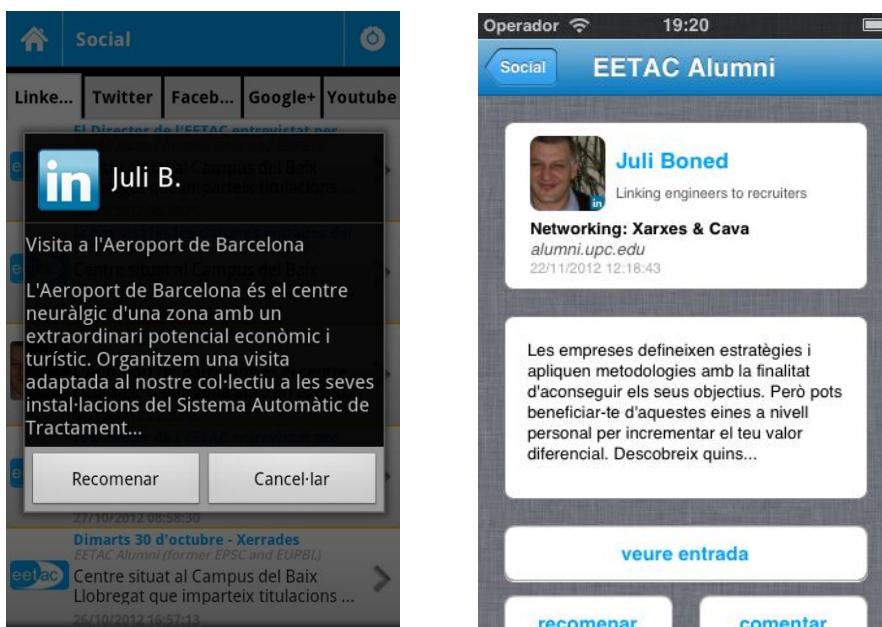 Social
Linke... Twitter Faceb... Google+ Youtube
El Director de l'EETAC entrevistat per
in Juli B.
Visita a l'Aeroport de Barcelona
L'Aeroport de Barcelona és el centre
neuràlgic d'una zona amb un
extraordinari potencial econòmic i
turístic. Organitzem una visita
adaptada al nostre col·lectiu a les seves
instal·lacions del Sistema Automàtic de
Tractament...
Recomenar Cancel·lar
27/10/2012 08:58:30
Dimarts 30 d'octubre - Xerrades
EETAC Alumni (former EPSC and EUPBL)
eetac Centre situat al Campus del Baix
Llobregat que imparteix titulacions ...
26/10/2012 16:57:13
Operador 19:20
Social EETAC Alumni
Juli Boned
in Linking engineers to recruiters
Networking: Xarxes & Cava
alumni.upc.edu
22/11/2012 12:18:43
Les empreses defineixen estratègies i
apliquen metodologies amb la finalitat
d'aconseguir els seus objectius. Però pots
beneficiar-te d'aquestes eines a nivell
personal per incrementar el teu valor
diferencial. Descobreix quins...
veure entrada
recomenar comentar